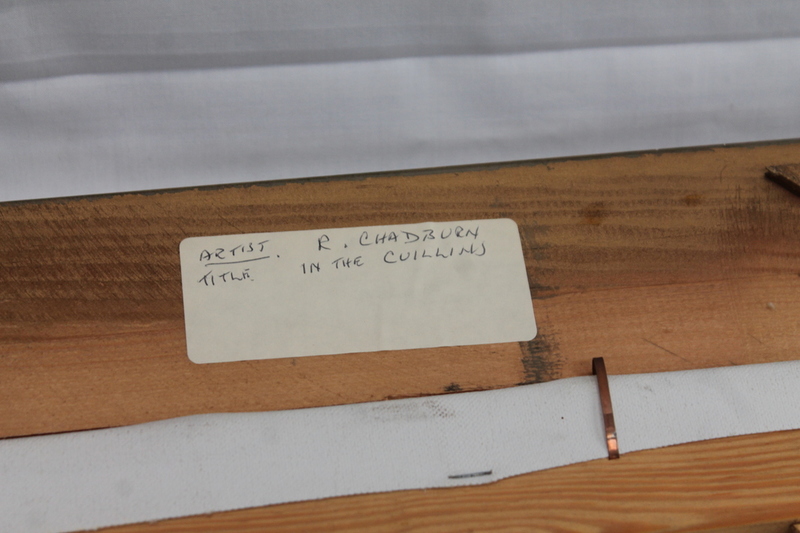 ARTIST. R. CHADBURN
TITLE. IN THE CUILLINS